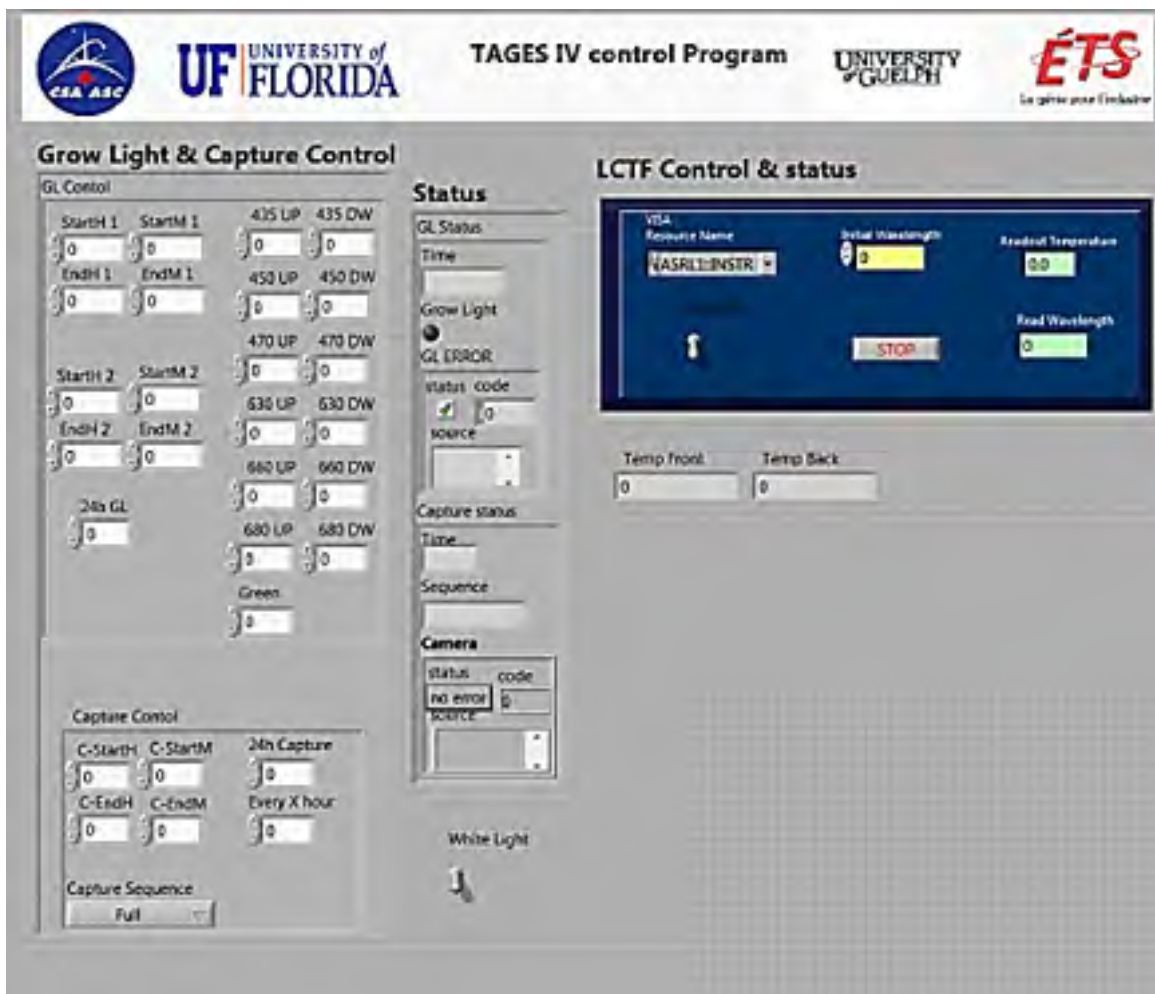 CSA ASC
UF UNIVERSITY of
FLORIDA
TAGES IV control Program
UNIVERSITY
of GUELPH
ÉTS
Le génie pour l'industrie
Grow Light & Capture Control
GL Contol
StartH 1 StartM 1
0 0
EndH 1 EndM 1
0 0
StartH 2 StartM 2
0 0
EndH 2 EndM 2
0 0
24h GL
0
435 UP 435 DW
0 0
450 UP 450 DW
0 0
470 UP 470 DW
0 0
630 UP 630 DW
0 0
660 UP 660 DW
0 0
680 UP 680 DW
0 0
Green
0
Capture Contol
C-StartH C-StartM
0 0
C-EndH C-EndM
0 0
24h Capture
0
Every X hour
0
Capture Sequence
Full
Status
GL Status
Time
Grow Light
GL ERROR
status code
0
source
Capture status
Time
Sequence
Camera
status code
no error 0
source
White Light
LCTF Control & status
VISA
Resource Name
ASRL1::INSTR
Initial Wavelength
0
Readout Temperature
0.0
STOP
Read Wavelength
0
Temp Front Temp Back
0 0